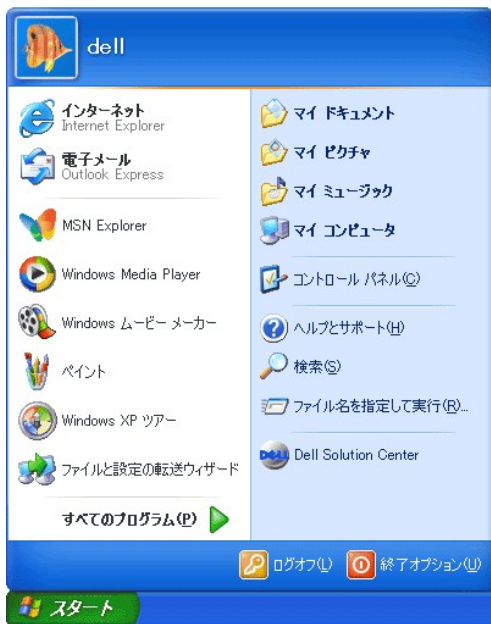 dell
インターネット
Internet Explorer
電子メール
Outlook Express
MSN Explorer
Windows Media Player
Windows ムービー メーカー
ペイント
Windows XP ツアー
ファイルと設定の転送ウィザード
すべてのプログラム(P)
マイ ドキュメント
マイ ピクチャ
マイ ミュージック
マイ コンピュータ
コントロール パネル(C)
ヘルプとサポート(H)
検索(S)
ファイル名を指定して実行(R)...
DELL
Dell Solution Center
ログオフ(L)
終了オプション(U)
スタート